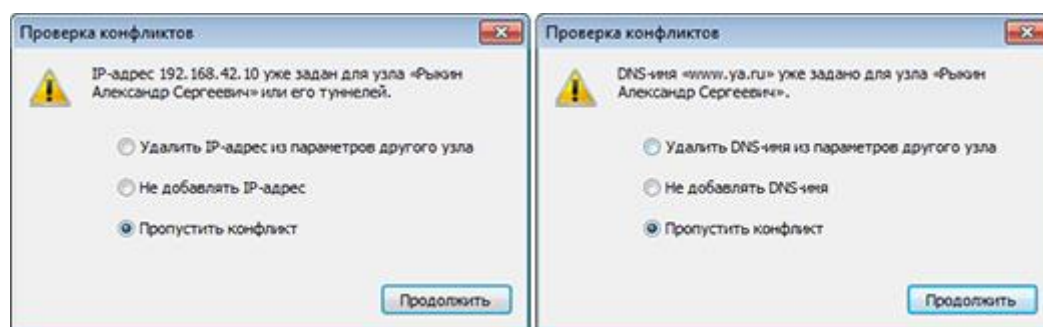 Проверка конфликтов
IP-адрес 192.168.42.10 уже задан для узла «Рыкин
Александр Сергеевич» или его туннелей.
Удалить IP-адрес из параметров другого узла
Не добавлять IP-адрес
Пропустить конфликт
Продолжить
Проверка конфликтов
DNS-имя «www.ya.ru» уже задано для узла «Рыкин
Александр Сергеевич».
Удалить DNS-имя из параметров другого узла
Не добавлять DNS-имя
Пропустить конфликт
Продолжить